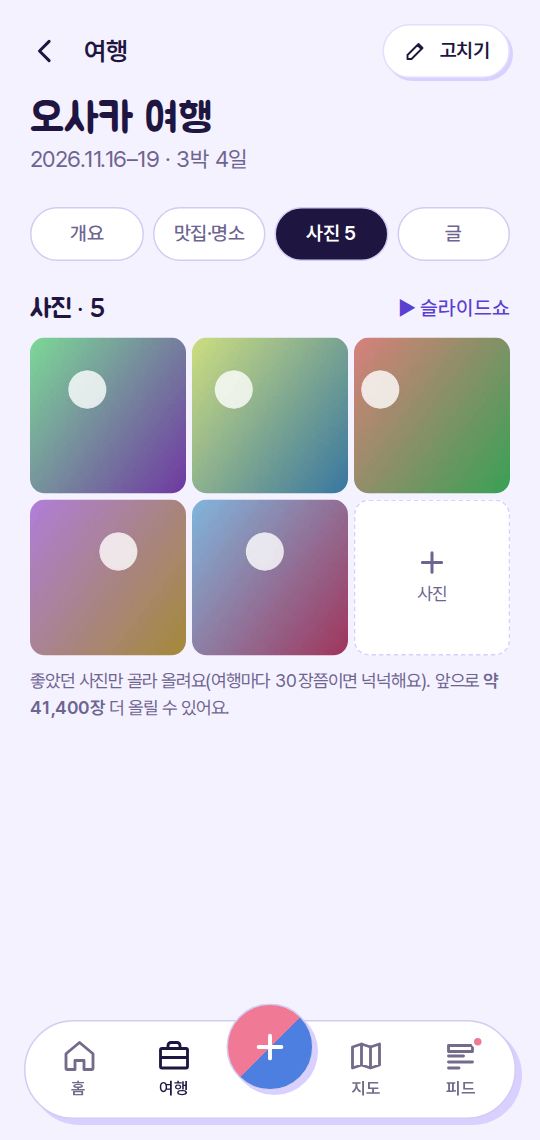 여행
고치기
오사카 여행
2026.11.16–19 · 3박 4일
개요
맛집·명소
사진 5
글
사진 · 5
▶ 슬라이드쇼
사진
좋았던 사진만 골라 올려요(여행마다 30장쯤이면 넉넉해요). 앞으로 약
41,400장 더 올릴 수 있어요.
홈
여행
지도
피드